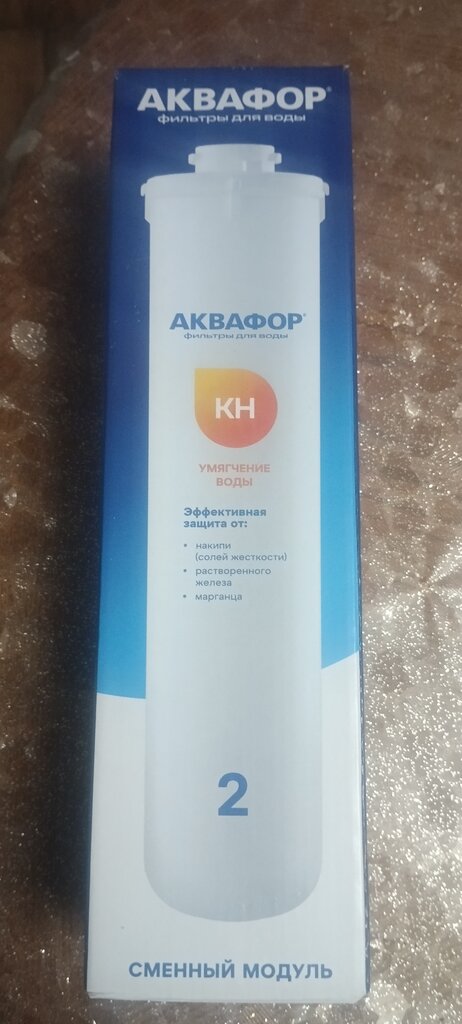 АКВАФОР®
фильтры для воды
АКВАФОР®
фильтры для воды
КН
УМЯГЧЕНИЕ
ВОДЫ
Эффективная
защита от:
• накипи
(солей жесткости)
• растворенного
железа
• марганца
2
СМЕННЫЙ МОДУЛЬ